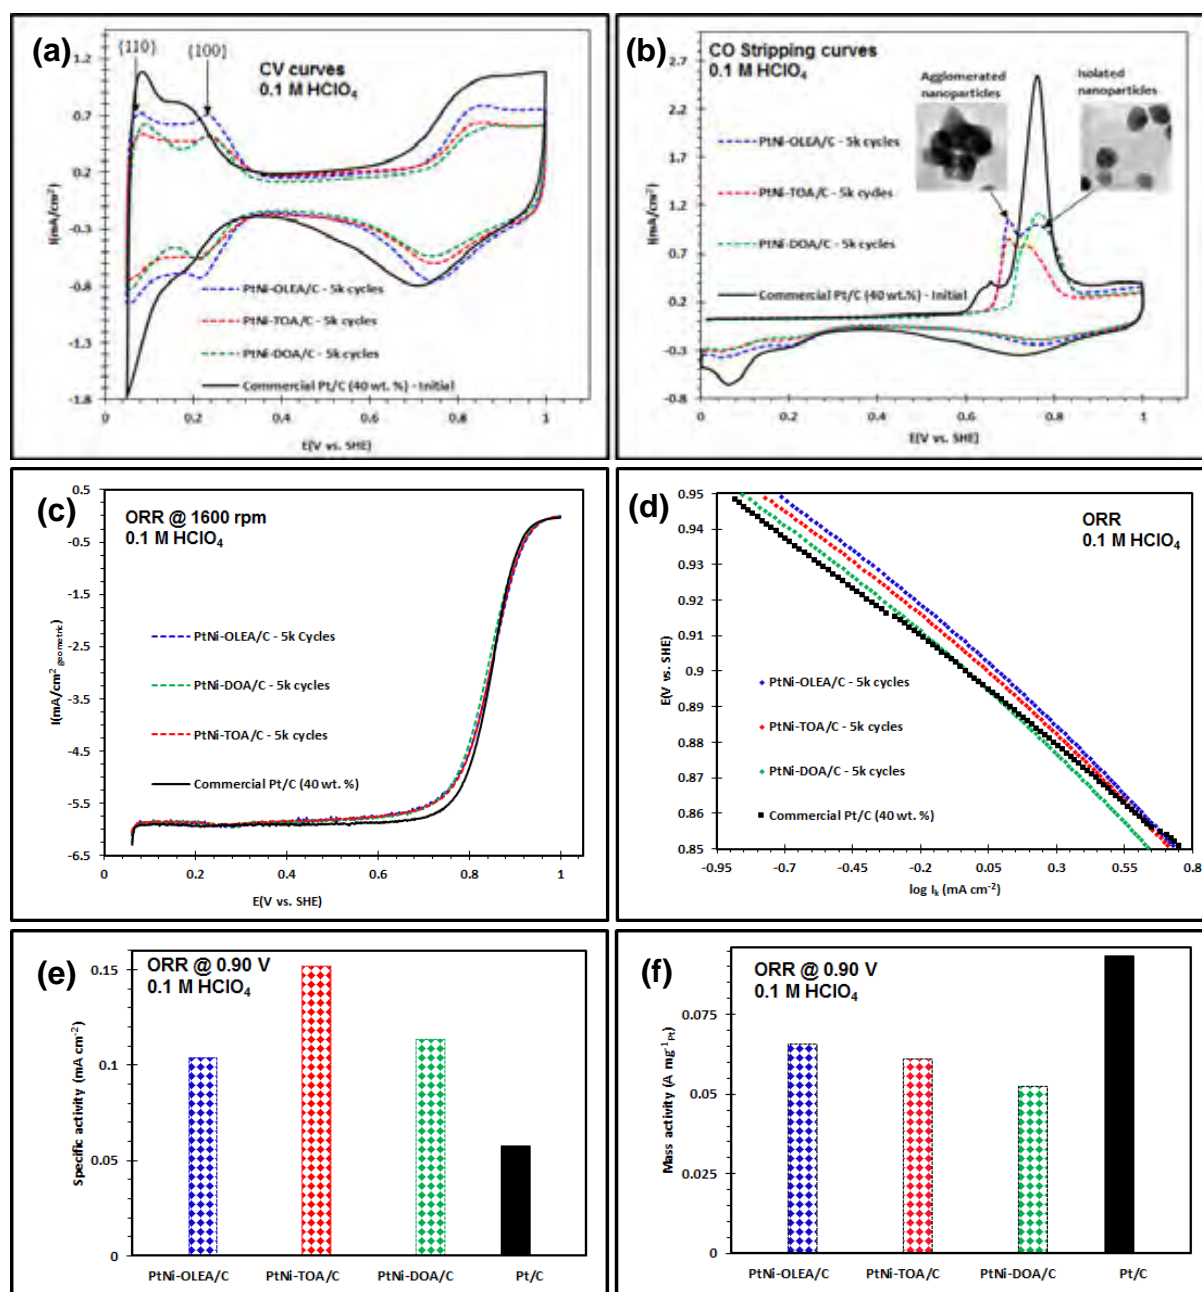 (a)
{110}
{100}
CV curves
0.1 M HClO₄
I(mA/cm²)
1.2
0.7
0.2
-0.3
-0.8
-1.3
-1.8
PtNi-OLEA/C - 5k cycles
PtNi-TOA/C - 5k cycles
PtNi-DOA/C - 5k cycles
Commercial Pt/C (40 wt. %) - Initial
0
0.2
0.4
0.6
0.8
1
E(V vs. SHE)
(b)
CO Stripping curves
0.1 M HClO₄
Agglomerated
nanoparticles
Isolated
nanoparticles
I(mA/cm²)
2.7
2.2
1.7
1.2
0.7
0.2
-0.3
-0.8
PtNi-OLEA/C - 5k cycles
PtNi-TOA/C - 5k cycles
PtNi-DOA/C - 5k cycles
Commercial Pt/C (40 wt.%) - Initial
0
0.2
0.4
0.6
0.8
1
E(V vs. SHE)
(c)
ORR @ 1600 rpm
0.1 M HClO₄
I(mA/cm² geometric)
0.5
-0.5
-1.5
-2.5
-3.5
-4.5
-5.5
-6.5
PtNi-OLEA/C - 5k Cycles
PtNi-DOA/C - 5k cycles
PtNi-TOA/C - 5k cycles
Commercial Pt/C (40 wt. %)
0
0.2
0.4
0.6
0.8
1
E(V vs. SHE)
(d)
ORR
0.1 M HClO₄
E(V vs. SHE)
0.95
0.94
0.93
0.92
0.91
0.9
0.89
0.88
0.87
0.86
0.85
PtNi-OLEA/C - 5k cycles
PtNi-TOA/C - 5k cycles
PtNi-DOA/C - 5k cycles
Commercial Pt/C (40 wt. %)
-0.95
-0.7
-0.45
-0.2
0.05
0.3
0.55
0.8
log Iₖ (mA cm⁻²)
(e)
ORR @ 0.90 V
0.1 M HClO₄
Specific activity (mA cm⁻²)
0.15
0.1
0.05
0
PtNi-OLEA/C
PtNi-TOA/C
PtNi-DOA/C
Pt/C
(f)
ORR @ 0.90 V
0.1 M HClO₄
Mass activity (A mg⁻¹Pt)
0.075
0.05
0.025
0
PtNi-OLEA/C
PtNi-TOA/C
PtNi-DOA/C
Pt/C